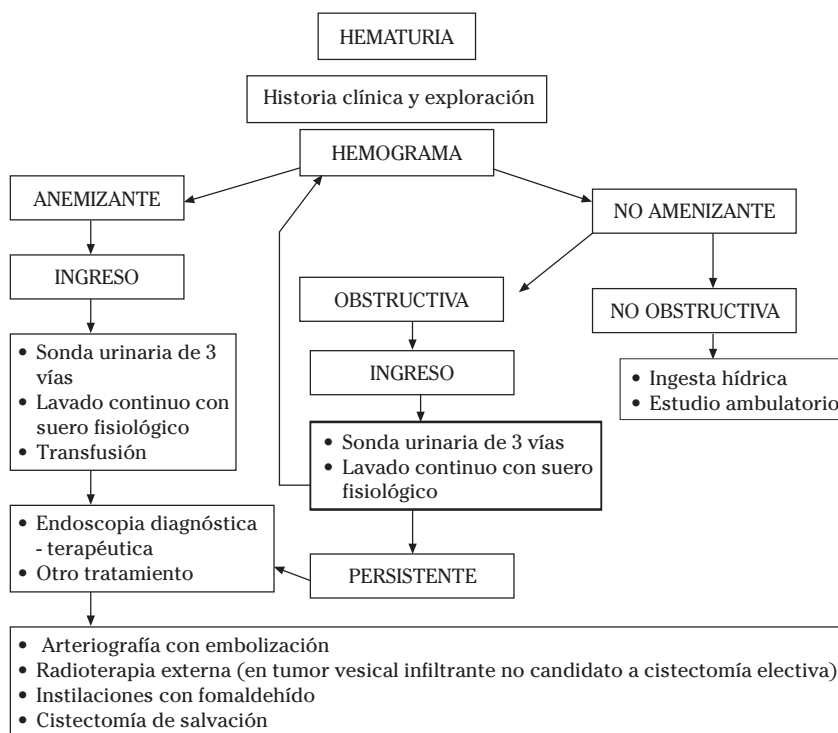 HEMATURIA
Historia clínica y exploración
HEMOGRAMA
ANEMIZANTE
NO AMENIZANTE
INGRESO
OBSTRUCTIVA
NO OBSTRUCTIVA
• Sonda urinaria de 3
vías
• Lavado continuo con
suero fisiológico
• Transfusión
INGRESO
• Ingesta hídrica
• Estudio ambulatorio
• Sonda urinaria de 3 vías
• Lavado continuo con suero
fisiológico
• Endoscopia diagnóstica
- terapéutica
• Otro tratamiento
PERSISTENTE
• Arteriografía con embolización
• Radioterapia externa (en tumor vesical infiltrante no candidato a cistectomía electiva)
• Instilaciones con fomaldehído
• Cistectomía de salvación